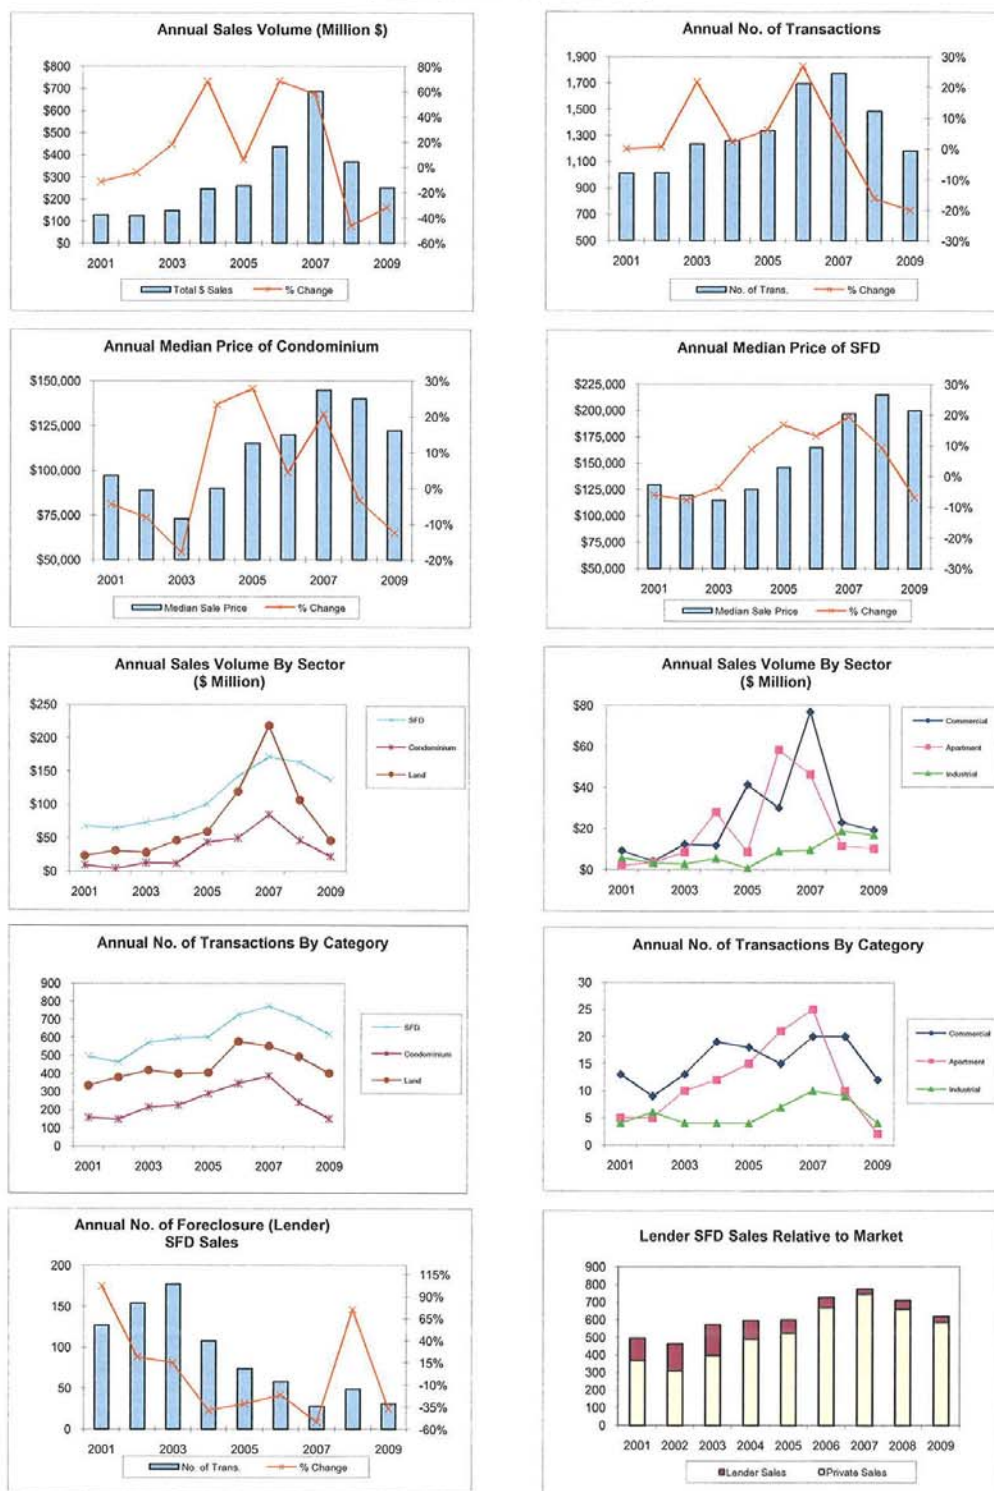 Annual Sales Volume (Million $)
$800
$700
$600
$500
$400
$300
$200
$100
$0
80%
60%
40%
20%
0%
-20%
-40%
-60%
2001 2003 2005 2007 2009
Total $ Sales % Change
Annual No. of Transactions
1,900
1,700
1,500
1,300
1,100
900
700
500
30%
20%
10%
0%
-10%
-20%
-30%
2001 2003 2005 2007 2009
No. of Trans. % Change
Annual Median Price of Condominium
$150,000
$125,000
$100,000
$75,000
$50,000
30%
20%
10%
0%
-10%
-20%
2001 2003 2005 2007 2009
Median Sale Price % Change
Annual Median Price of SFD
$225,000
$200,000
$175,000
$150,000
$125,000
$100,000
$75,000
$50,000
30%
20%
10%
0%
-10%
-20%
-30%
2001 2003 2005 2007 2009
Median Sale Price % Change
Annual Sales Volume By Sector
($ Million)
$250
$200
$150
$100
$50
$0
2001 2003 2005 2007 2009
SFD
Condominium
Land
Annual Sales Volume By Sector
($ Million)
$80
$60
$40
$20
$0
2001 2003 2005 2007 2009
Commercial
Apartment
Industrial
Annual No. of Transactions By Category
900
800
700
600
500
400
300
200
100
0
2001 2003 2005 2007 2009
SFD
Condominium
Land
Annual No. of Transactions By Category
30
25
20
15
10
5
0
2001 2003 2005 2007 2009
Commercial
Apartment
Industrial
Annual No. of Foreclosure (Lender)
SFD Sales
200
150
100
50
0
115%
90%
65%
40%
15%
-10%
-35%
-60%
2001 2003 2005 2007 2009
No. of Trans. % Change
Lender SFD Sales Relative to Market
900
800
700
600
500
400
300
200
100
0
2001 2002 2003 2004 2005 2006 2007 2008 2009
Lender Sales Private Sales